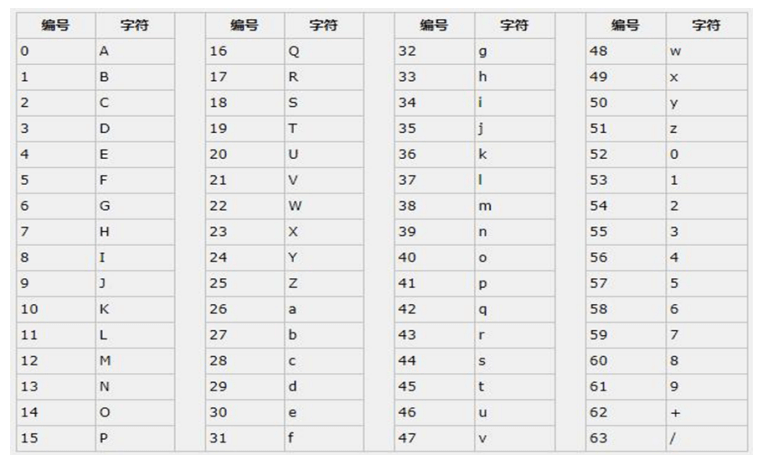 编号 字符 编号 字符 编号 字符 编号 字符
0 A 16 Q 32 g 48 w
1 B 17 R 33 h 49 x
2 C 18 S 34 i 50 y
3 D 19 T 35 j 51 z
4 E 20 U 36 k 52 0
5 F 21 V 37 l 53 1
6 G 22 W 38 m 54 2
7 H 23 X 39 n 55 3
8 I 24 Y 40 o 56 4
9 J 25 Z 41 p 57 5
10 K 26 a 42 q 58 6
11 L 27 b 43 r 59 7
12 M 28 c 44 s 60 8
13 N 29 d 45 t 61 9
14 O 30 e 46 u 62 +
15 P 31 f 47 v 63 /